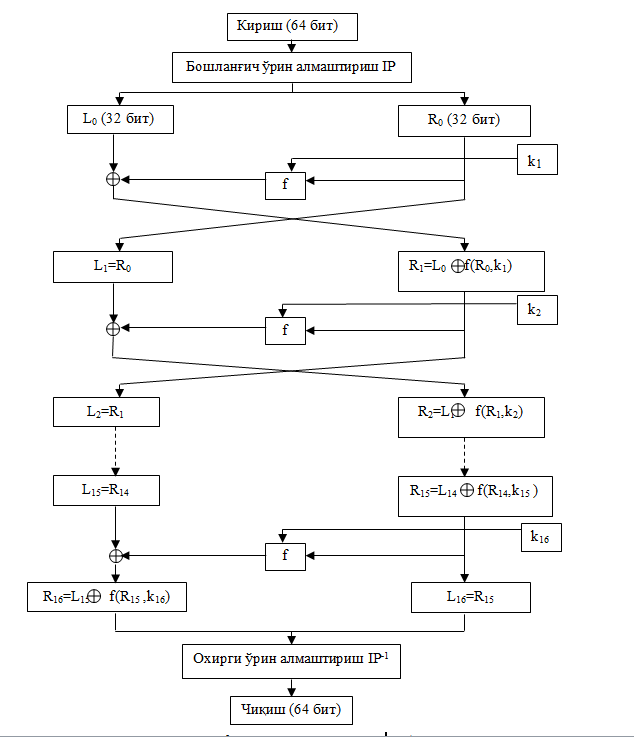 Кириш (64 бит)
Бошланғич ўрин алмаштириш IP
L₀ (32 бит)
R₀ (32 бит)
k₁
⊕
f
L₁=R₀
R₁=L₀ ⊕f(R₀,k₁)
k₂
⊕
f
L₂=R₁
R₂=L₁⊕ f(R₁,k₂)
L₁₅=R₁₄
R₁₅=L₁₄ ⊕ f(R₁₄,k₁₅ )
k₁₆
⊕
f
R₁₆=L₁₅⊕ f(R₁₅ ,k₁₆)
L₁₆=R₁₅
Охирги ўрин алмаштириш IP⁻¹
Чиқиш (64 бит)